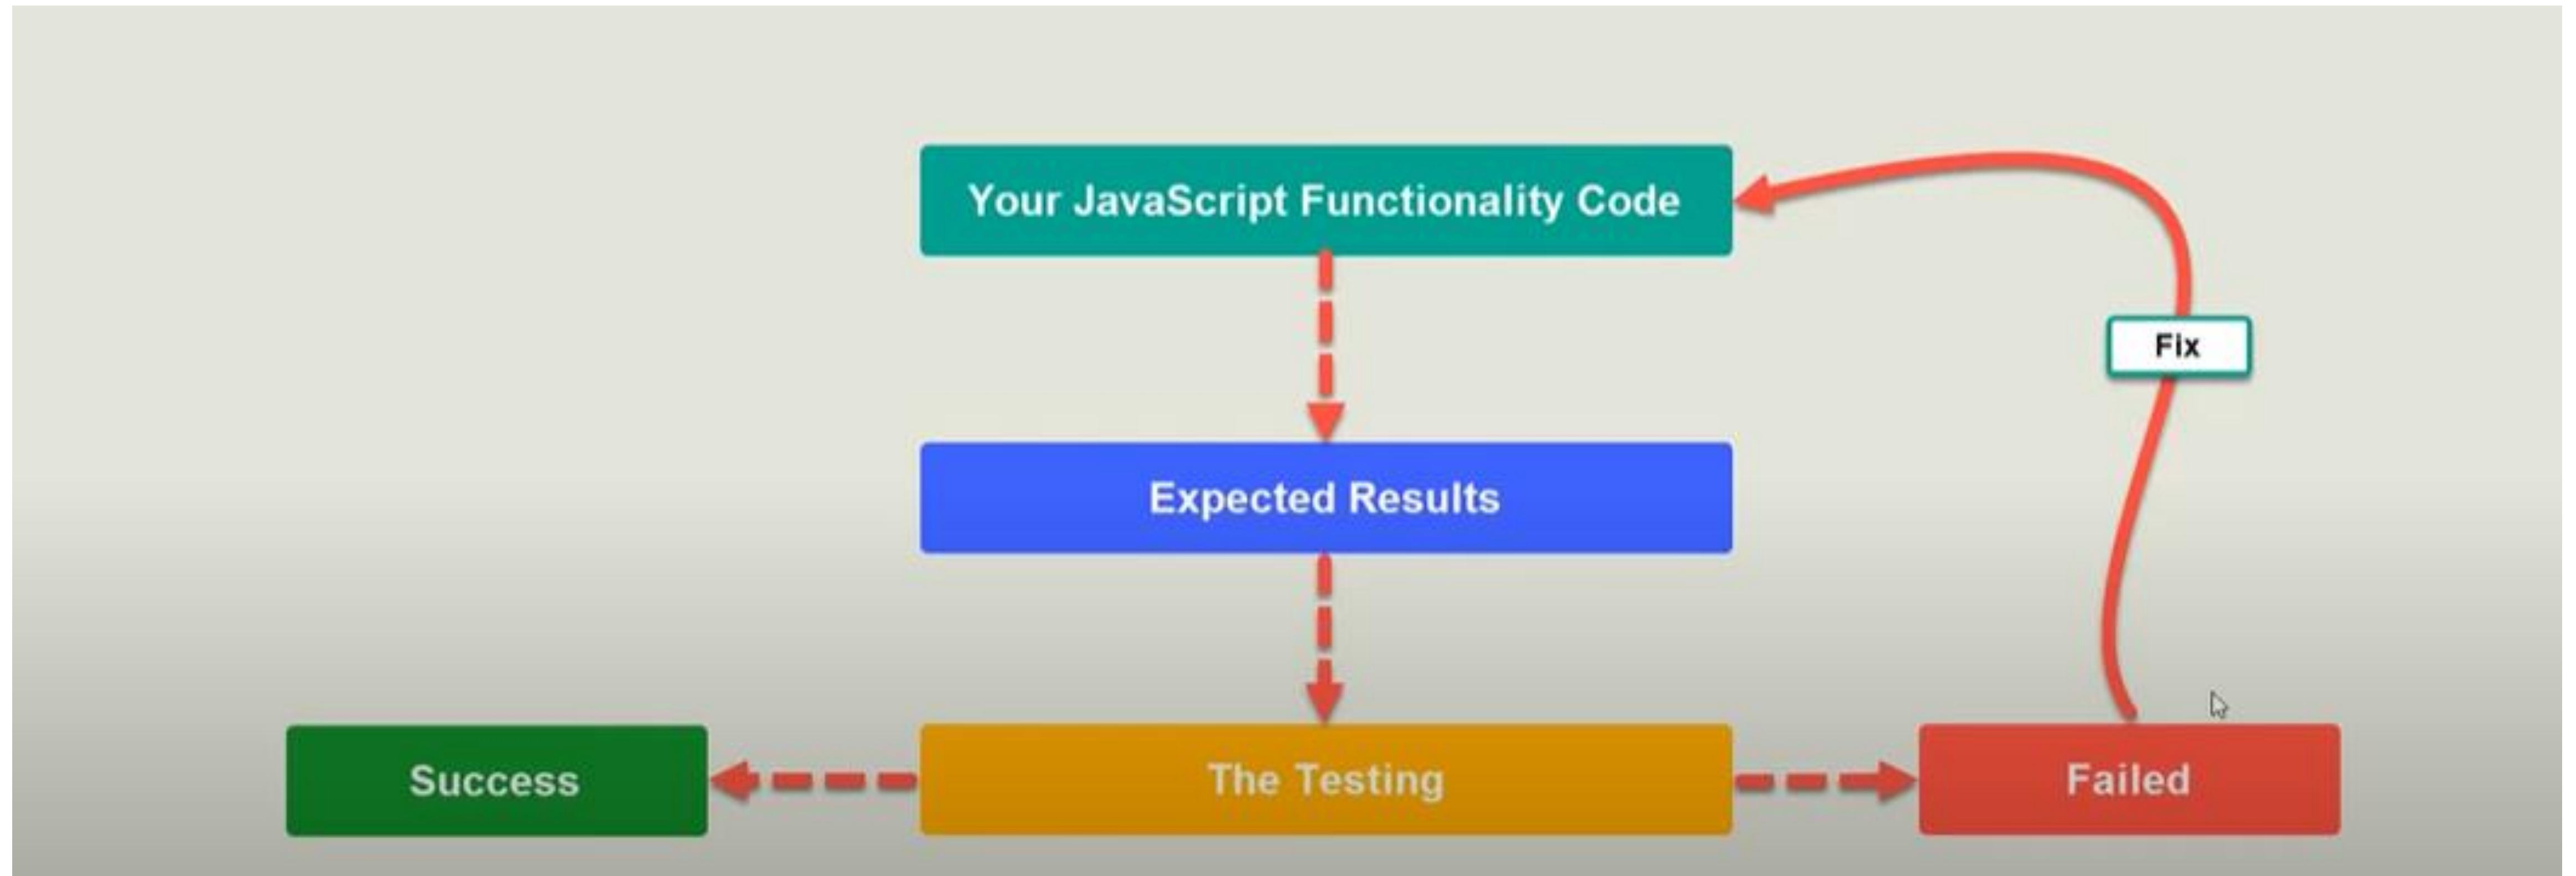 Your JavaScript Functionality Code
Fix
Expected Results
Success
The Testing
Failed